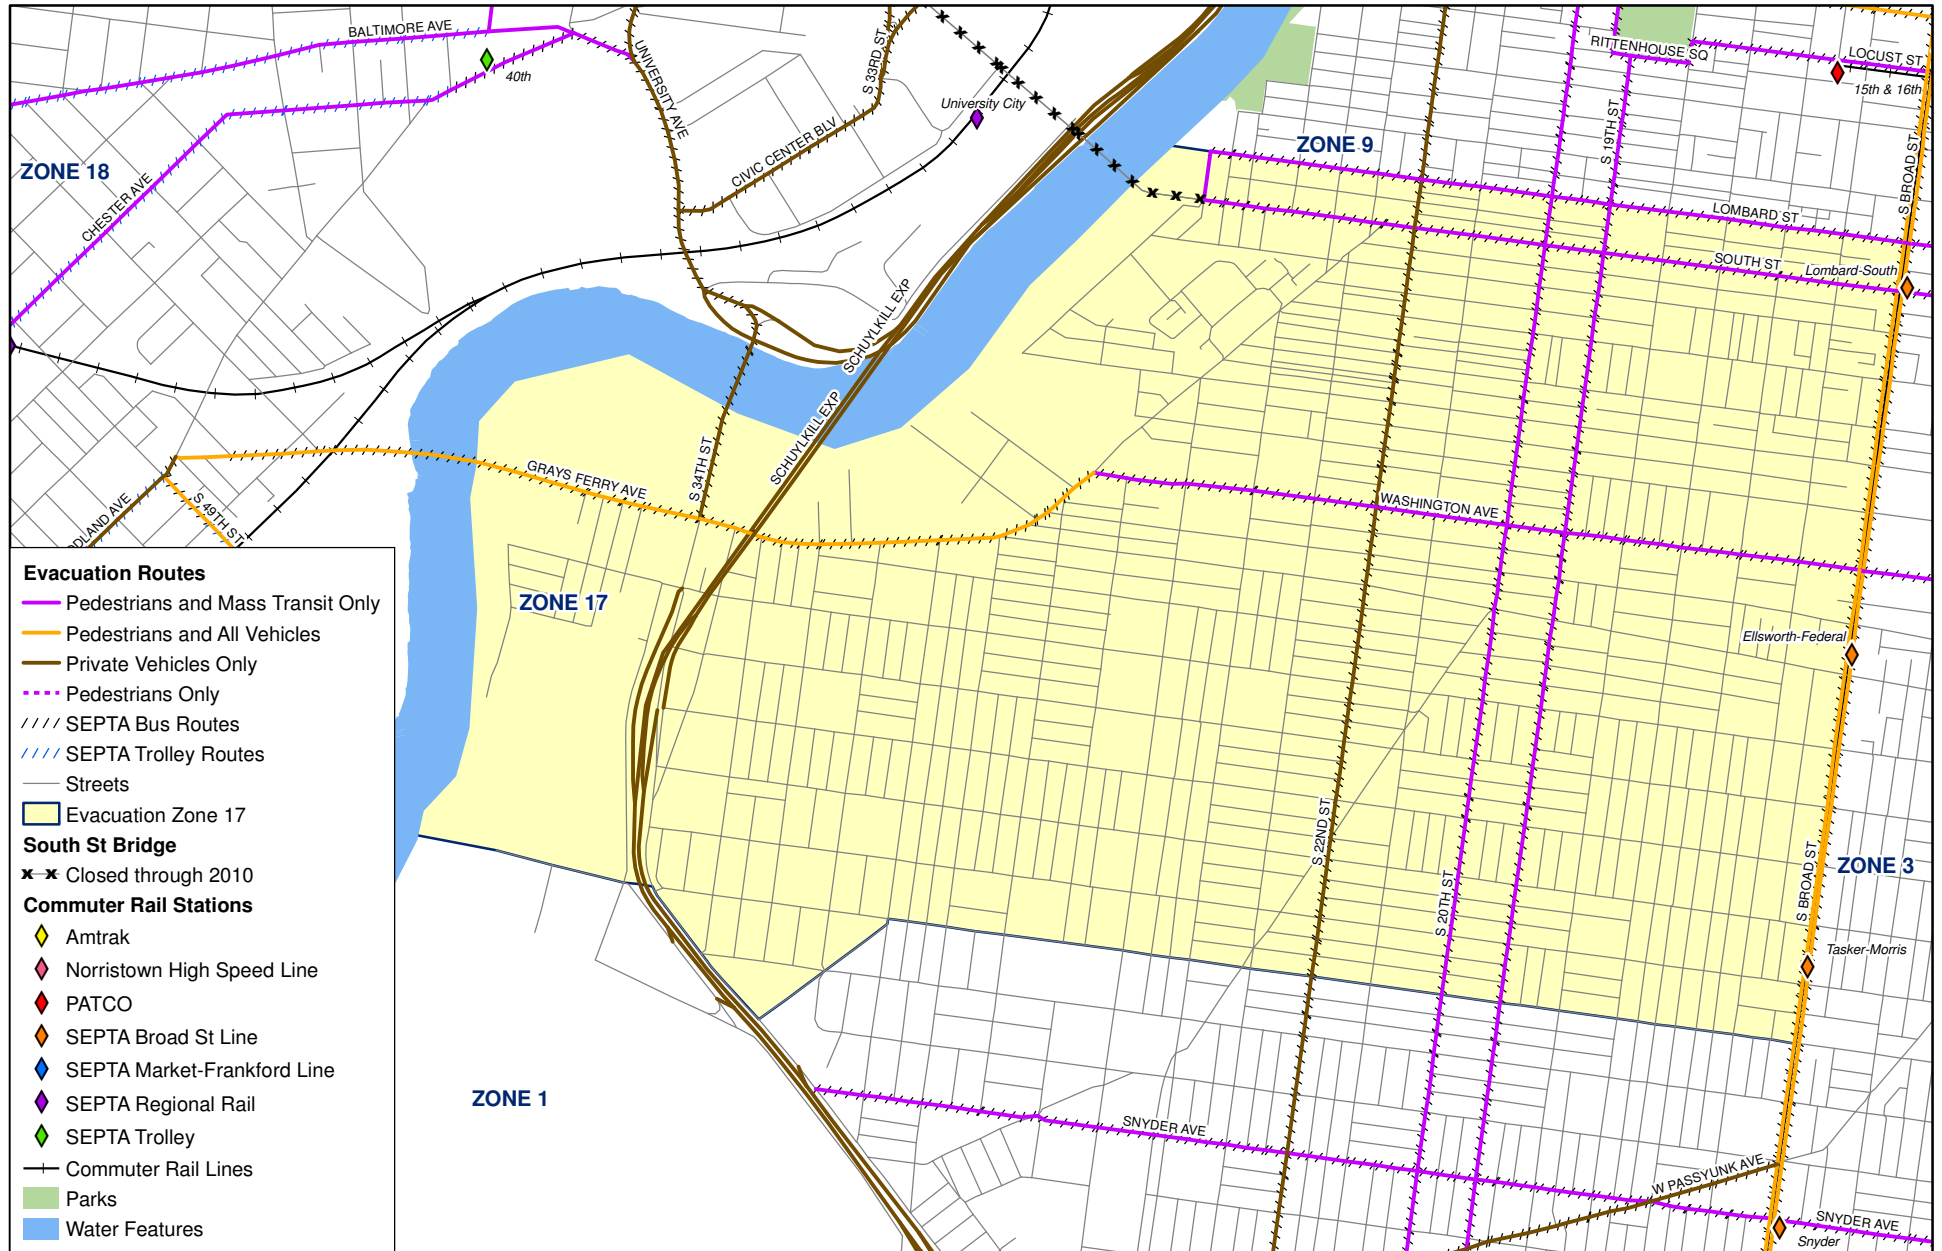 BALTIMORE AVE
40th
UNIVERSITY AVE
S 33RD ST
University City
CIVIC CENTER BLV
RITTENHOUSE SQ
LOCUST ST
15th & 16th
S 19TH ST
ZONE 9
S BROAD ST
ZONE 18
CHESTER AVE
LOMBARD ST
SOUTH ST
Lombard-South
SCHUYLKILL EXP
SCHUYLKILL EXP
GRAYS FERRY AVE
S 34TH ST
S 49TH ST
ODLAND AVE
WASHINGTON AVE
ZONE 17
Ellsworth-Federal
S 22ND ST
S 20TH ST
S BROAD ST
ZONE 3
Tasker-Morris
ZONE 1
SNYDER AVE
W PASSYUNK AVE
SNYDER AVE
Snyder
Evacuation Routes
Pedestrians and Mass Transit Only
Pedestrians and All Vehicles
Private Vehicles Only
Pedestrians Only
SEPTA Bus Routes
SEPTA Trolley Routes
Streets
Evacuation Zone 17
South St Bridge
Closed through 2010
Commuter Rail Stations
Amtrak
Norristown High Speed Line
PATCO
SEPTA Broad St Line
SEPTA Market-Frankford Line
SEPTA Regional Rail
SEPTA Trolley
Commuter Rail Lines
Parks
Water Features